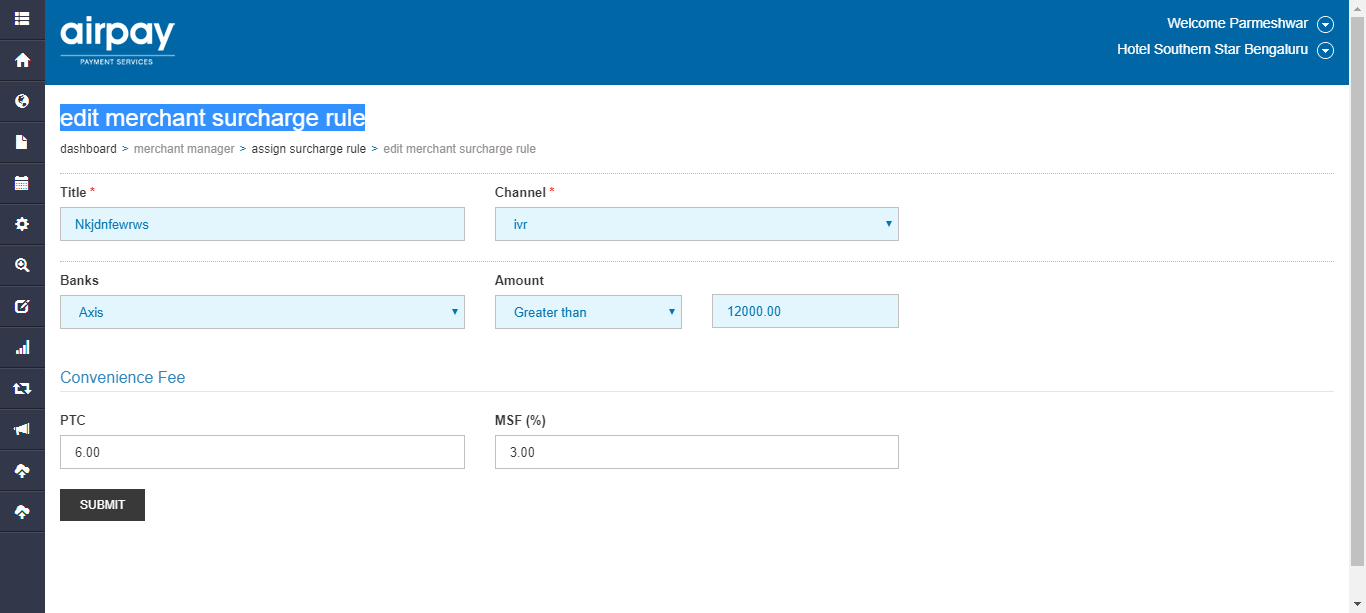 airpay
PAYMENT SERVICES
Welcome Parmeshwar
Hotel Southern Star Bengaluru
edit merchant surcharge rule
dashboard > merchant manager > assign surcharge rule > edit merchant surcharge rule
Title * Channel *
Nkjdnfewrws ivr
Banks Amount
Axis Greater than 12000.00
Convenience Fee
PTC MSF (%)
6.00 3.00
SUBMIT